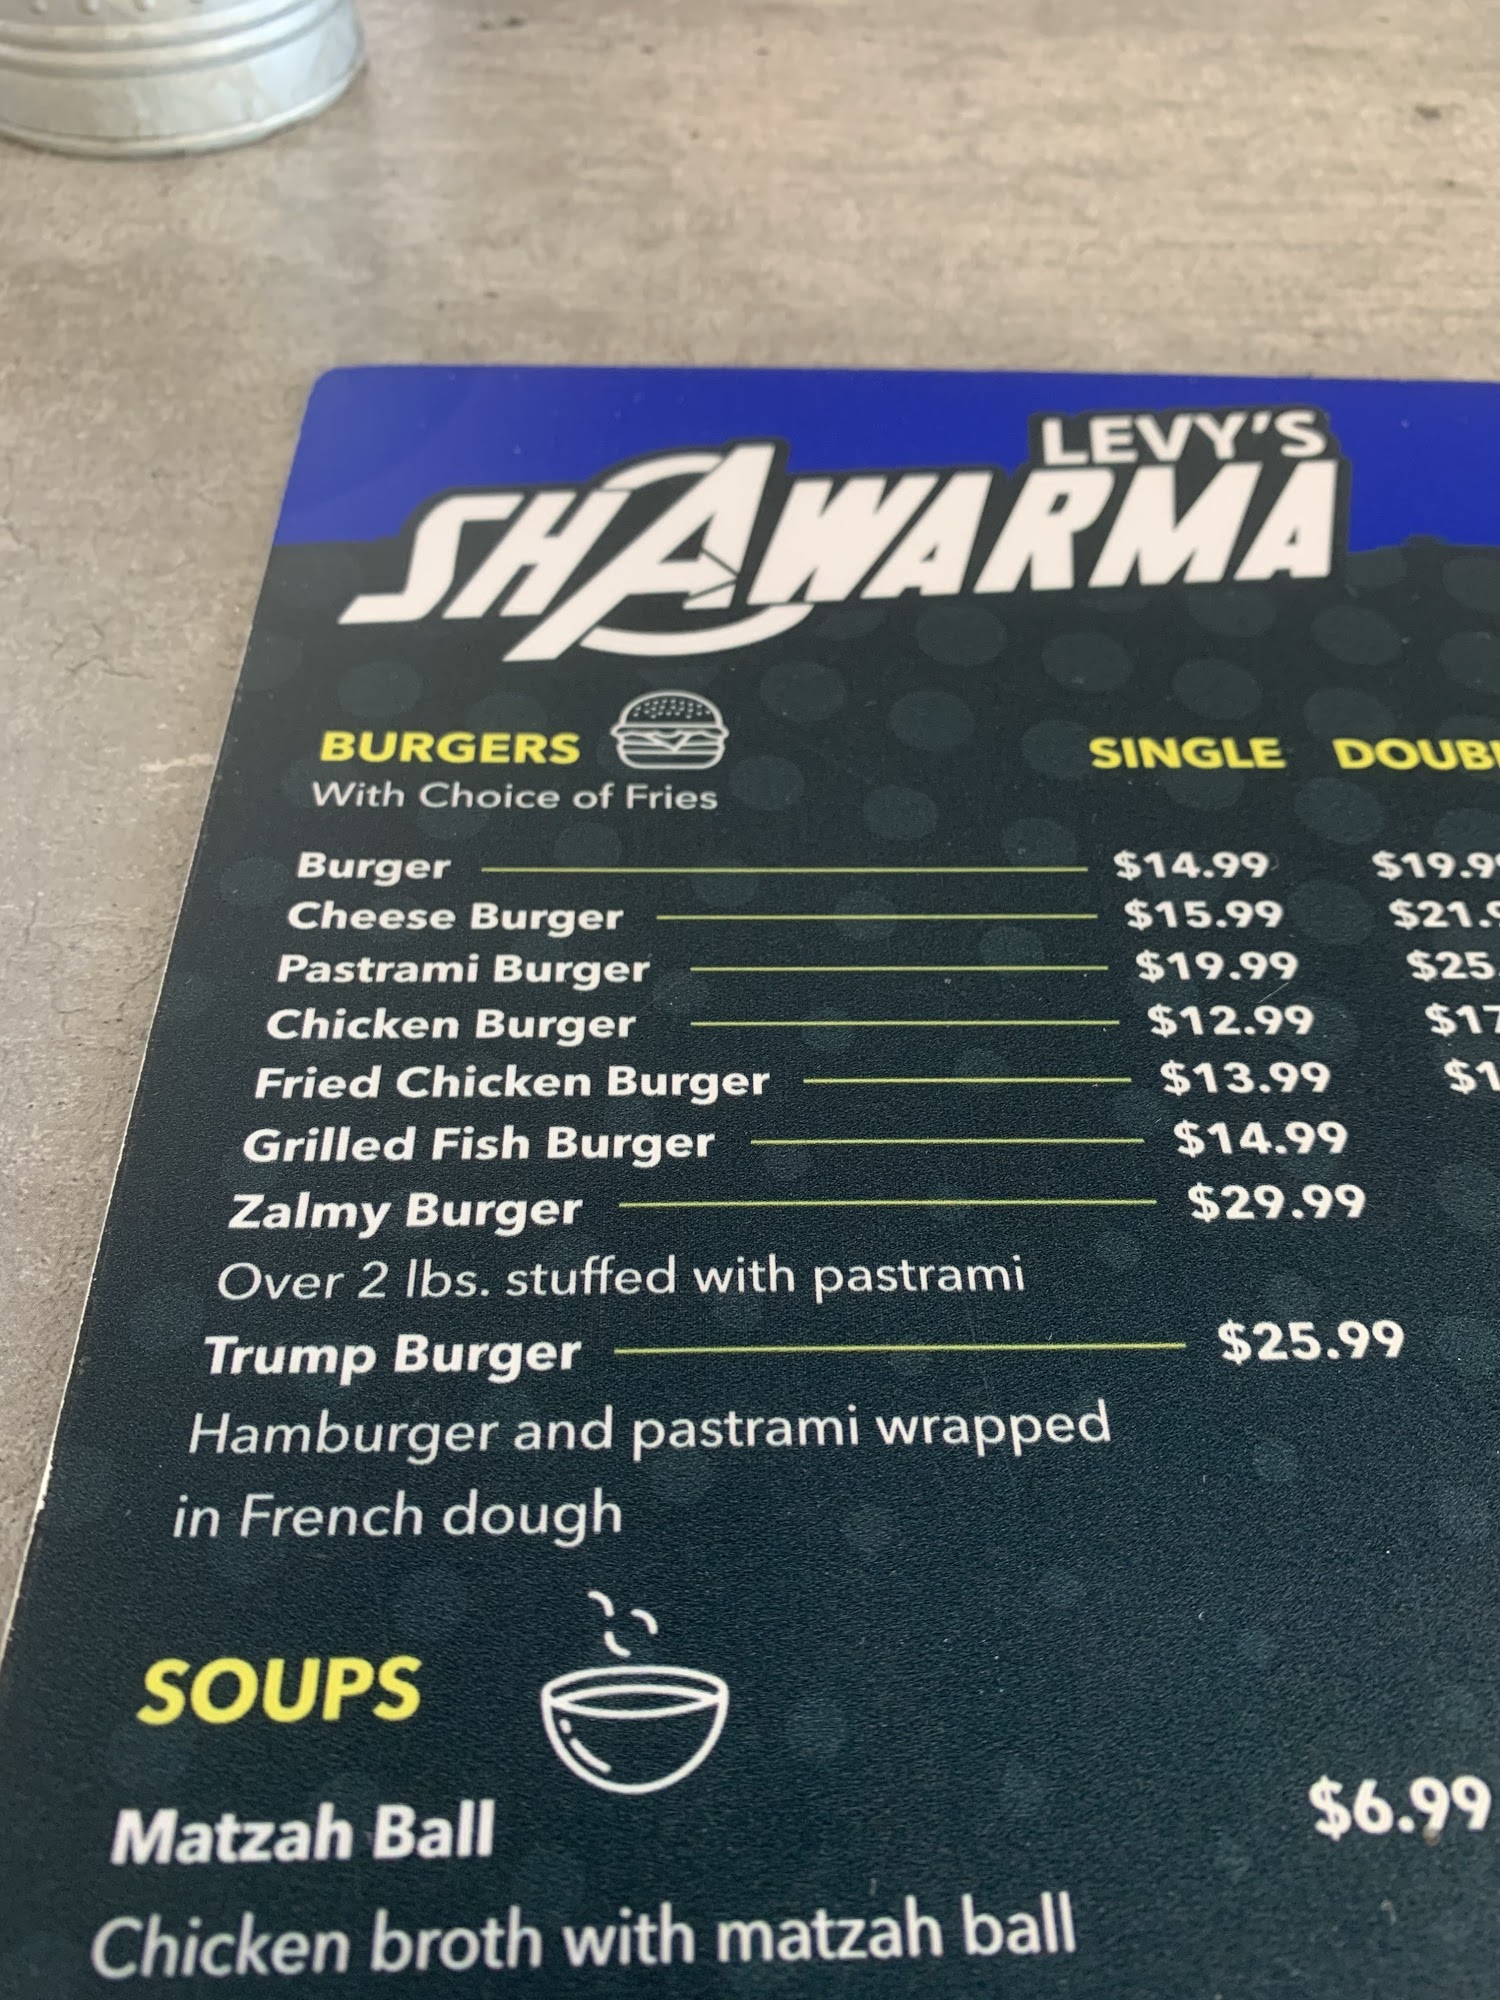 LEVY'S
SHAWARMA
BURGERS SINGLE
With Choice of Fries
Burger $14.99
Cheese Burger $15.99
Pastrami Burger $19.99
Chicken Burger $12.99
Fried Chicken Burger $13.99
Grilled Fish Burger $14.99
Zalmy Burger $29.99
Over 2 lbs. stuffed with pastrami
Trump Burger $25.99
Hamburger and pastrami wrapped
in French dough
SOUPS
Matzah Ball $6.99
Chicken broth with matzah ball